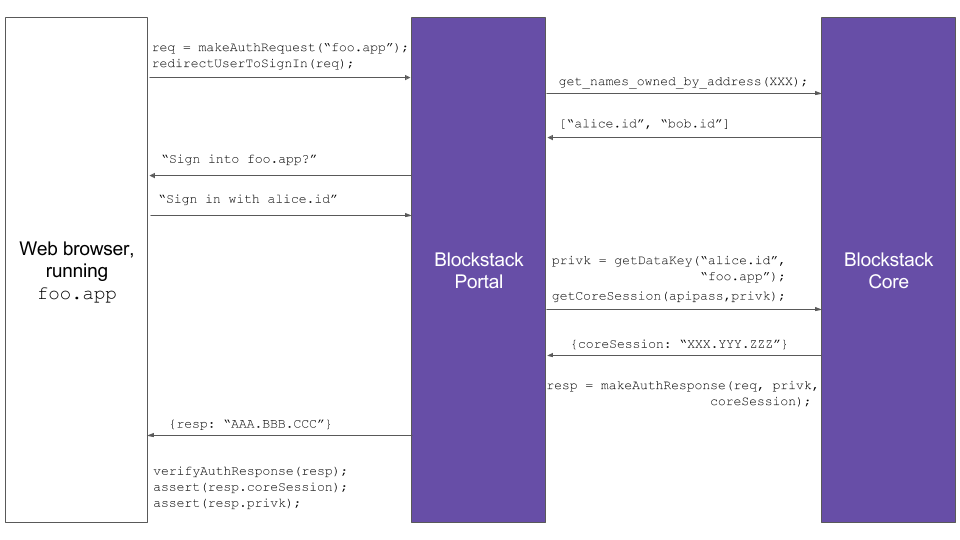 req = makeAuthRequest(“foo.app”);
redirectUserToSignIn(req);
get_names_owned_by_address(XXX);
[“alice.id”, “bob.id”]
“Sign into foo.app?”
“Sign in with alice.id”
Web browser,
running
foo.app
Blockstack
Portal
Blockstack
Core
privk = getDataKey(“alice.id”,
“foo.app”);
getCoreSession(apipass,privk);
{coreSession: “XXX.YYY.ZZZ”}
resp = makeAuthResponse(req, privk,
coreSession);
{resp: “AAA.BBB.CCC”}
verifyAuthResponse(resp);
assert(resp.coreSession);
assert(resp.privk);